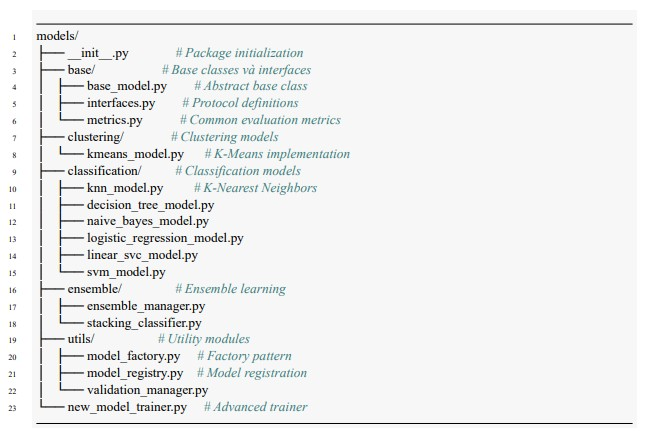 1 models/
2 ├── __init__.py # Package initialization
3 ├── base/ # Base classes và interfaces
4 │ ├── base_model.py # Abstract base class
5 │ ├── interfaces.py # Protocol definitions
6 │ └── metrics.py # Common evaluation metrics
7 ├── clustering/ # Clustering models
8 │ └── kmeans_model.py # K-Means implementation
9 ├── classification/ # Classification models
10 │ ├── knn_model.py # K-Nearest Neighbors
11 │ ├── decision_tree_model.py
12 │ ├── naive_bayes_model.py
13 │ ├── logistic_regression_model.py
14 │ ├── linear_svc_model.py
15 │ └── svm_model.py
16 ├── ensemble/ # Ensemble learning
17 │ ├── ensemble_manager.py
18 │ └── stacking_classifier.py
19 ├── utils/ # Utility modules
20 │ ├── model_factory.py # Factory pattern
21 │ ├── model_registry.py # Model registration
22 │ └── validation_manager.py
23 └── new_model_trainer.py # Advanced trainer